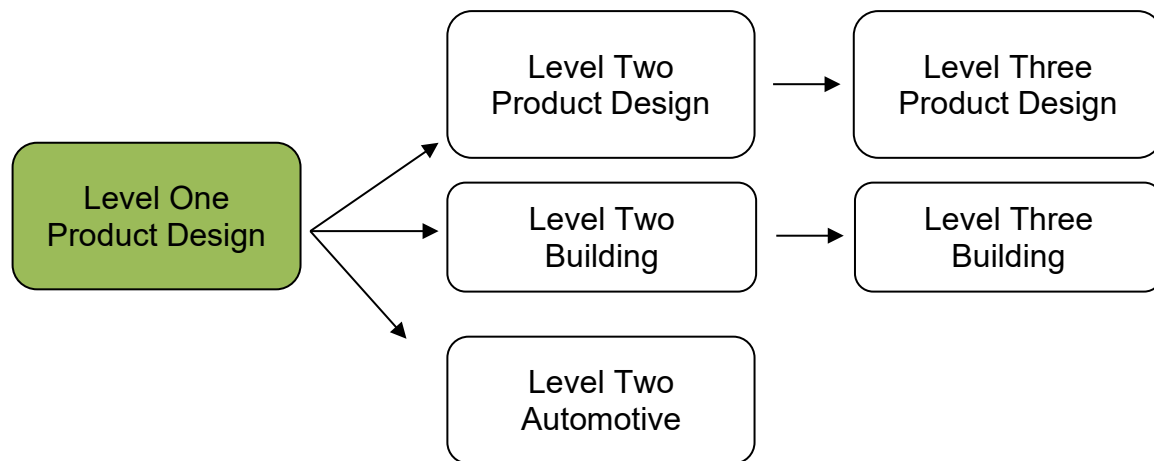 Level One
Product Design
Level Two
Product Design
Level Three
Product Design
Level Two
Building
Level Three
Building
Level Two
Automotive